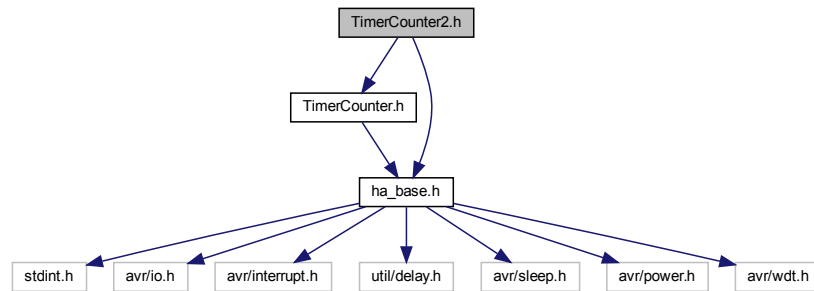 TimerCounter2.h
TimerCounter.h
ha_base.h
stdint.h
avr/io.h
avr/interrupt.h
util/delay.h
avr/sleep.h
avr/power.h
avr/wdt.h